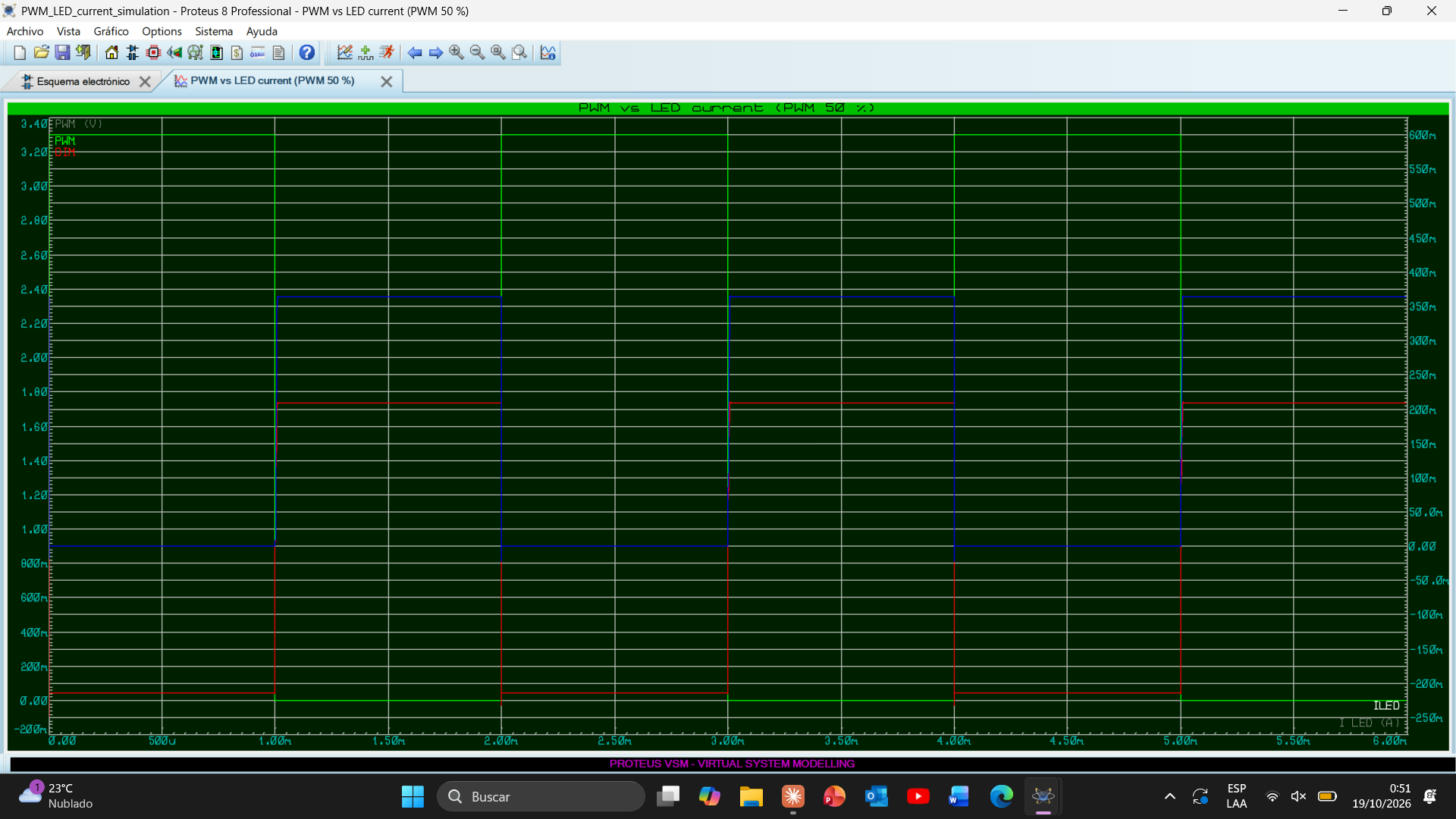 PWM_LED_current_simulation - Proteus 8 Professional - PWM vs LED current (PWM 50 %)
Archivo Vista Gráfico Options Sistema Ayuda
Esquema electrónico PWM vs LED current (PWM 50 %)
PWM vs LED current (PWM 50 %)
PWM (V)
PWM
DIM
3.40
3.20
3.00
2.80
2.60
2.40
2.20
2.00
1.80
1.60
1.40
1.20
1.00
800m
600m
400m
200m
0.00
-200m
600m
550m
500m
450m
400m
350m
300m
250m
200m
150m
100m
50.0m
0.00
-50.0m
-100m
-150m
-200m
-250m
ILED
I LED (A)
0.00 500u 1.00m 1.50m 2.00m 2.50m 3.00m 3.50m 4.00m 4.50m 5.00m 5.50m 6.00m
PROTEUS VSM - VIRTUAL SYSTEM MODELLING
1
23°C
Nublado
Buscar
ESP
LAA
0:51
19/10/2026